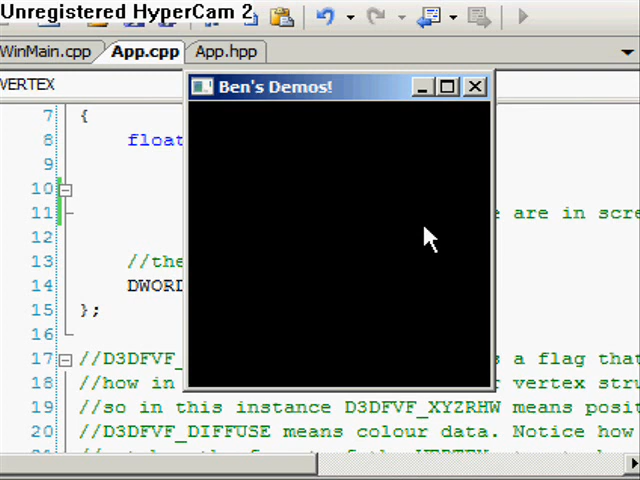 Unregistered HyperCam 2
WinMain.cpp App.cpp App.hpp
VERTEX
Ben's Demos!
7 {
8 float
9
10
11 e are in scre
12
13 //the
14 DWORD
15 };
16
17 //D3DFVF_ s a flag that
18 //how in r vertex stru
19 //so in this instance D3DFVF_XYZRHW means posit
20 //D3DFVF_DIFFUSE means colour data. Notice how